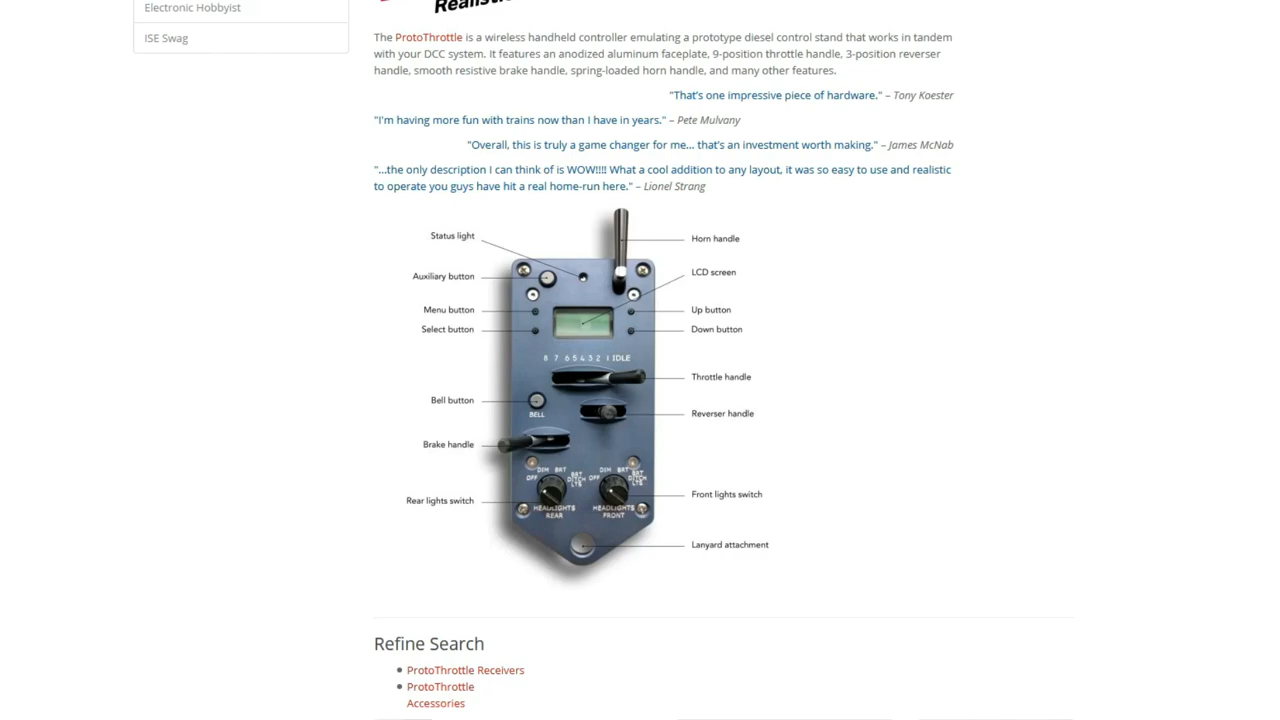 Electronic Hobbyist
ISE Swag
Realistic
The ProtoThrottle is a wireless handheld controller emulating a prototype diesel control stand that works in tandem
with your DCC system. It features an anodized aluminum faceplate, 9-position throttle handle, 3-position reverser
handle, smooth resistive brake handle, spring-loaded horn handle, and many other features.
"That's one impressive piece of hardware." – Tony Koester
"I'm having more fun with trains now than I have in years." – Pete Mulvany
"Overall, this is truly a game changer for me... that's an investment worth making." – James McNab
"...the only description I can think of is WOW!!!! What a cool addition to any layout, it was so easy to use and realistic
to operate you guys have hit a real home-run here." – Lionel Strang
Status light
Horn handle
Auxiliary button
LCD screen
Menu button
Up button
Select button
Down button
8 7 6 5 4 3 2 1 IDLE
Throttle handle
Bell button
BELL
Reverser handle
Brake handle
OFF DIM BRT BRT DITCH LTS
OFF DIM BRT BRT DITCH LTS
Rear lights switch
Front lights switch
HEADLIGHTS
REAR
HEADLIGHTS
FRONT
Lanyard attachment
Refine Search
ProtoThrottle Receivers
ProtoThrottle
Accessories